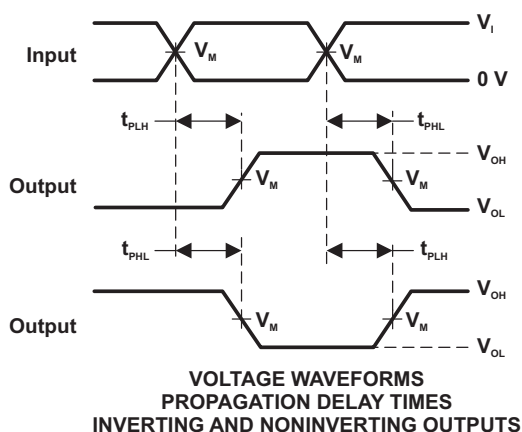 V_I
Input
V_M
V_M
0 V
t_PLH
t_PHL
V_OH
Output
V_M
V_M
V_OL
t_PHL
t_PLH
V_OH
Output
V_M
V_M
V_OL
VOLTAGE WAVEFORMS
PROPAGATION DELAY TIMES
INVERTING AND NONINVERTING OUTPUTS